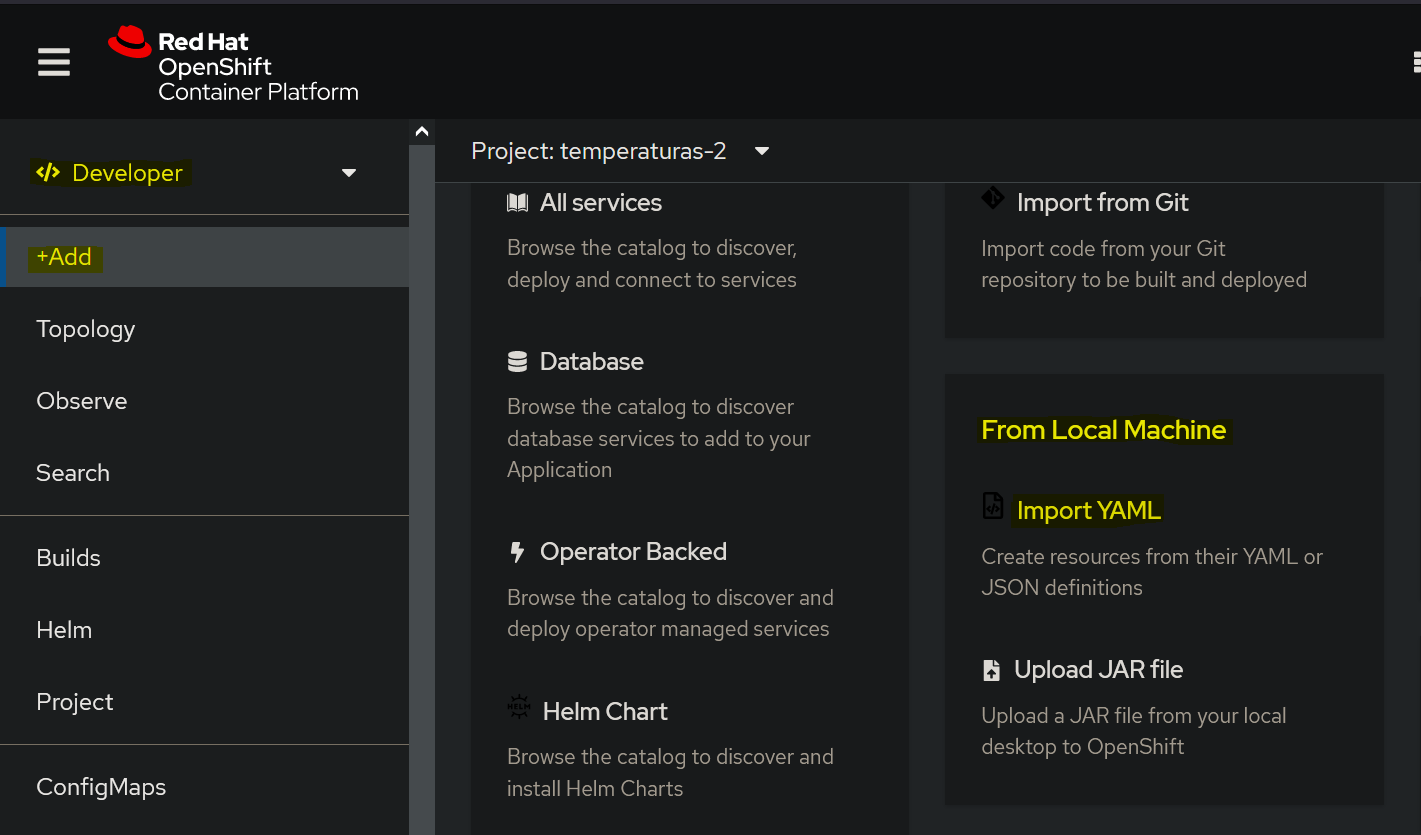 Red Hat
OpenShift
Container Platform
Developer
+Add
Topology
Observe
Search
Builds
Helm
Project
ConfigMaps
Project: temperaturas-2
All services
Browse the catalog to discover,
deploy and connect to services
Database
Browse the catalog to discover
database services to add to your
Application
Operator Backed
Browse the catalog to discover and
deploy operator managed services
HELM
Helm Chart
Browse the catalog to discover and
install Helm Charts
Import from Git
Import code from your Git
repository to be built and deployed
From Local Machine
Import YAML
Create resources from their YAML or
JSON definitions
Upload JAR file
Upload a JAR file from your local
desktop to OpenShift